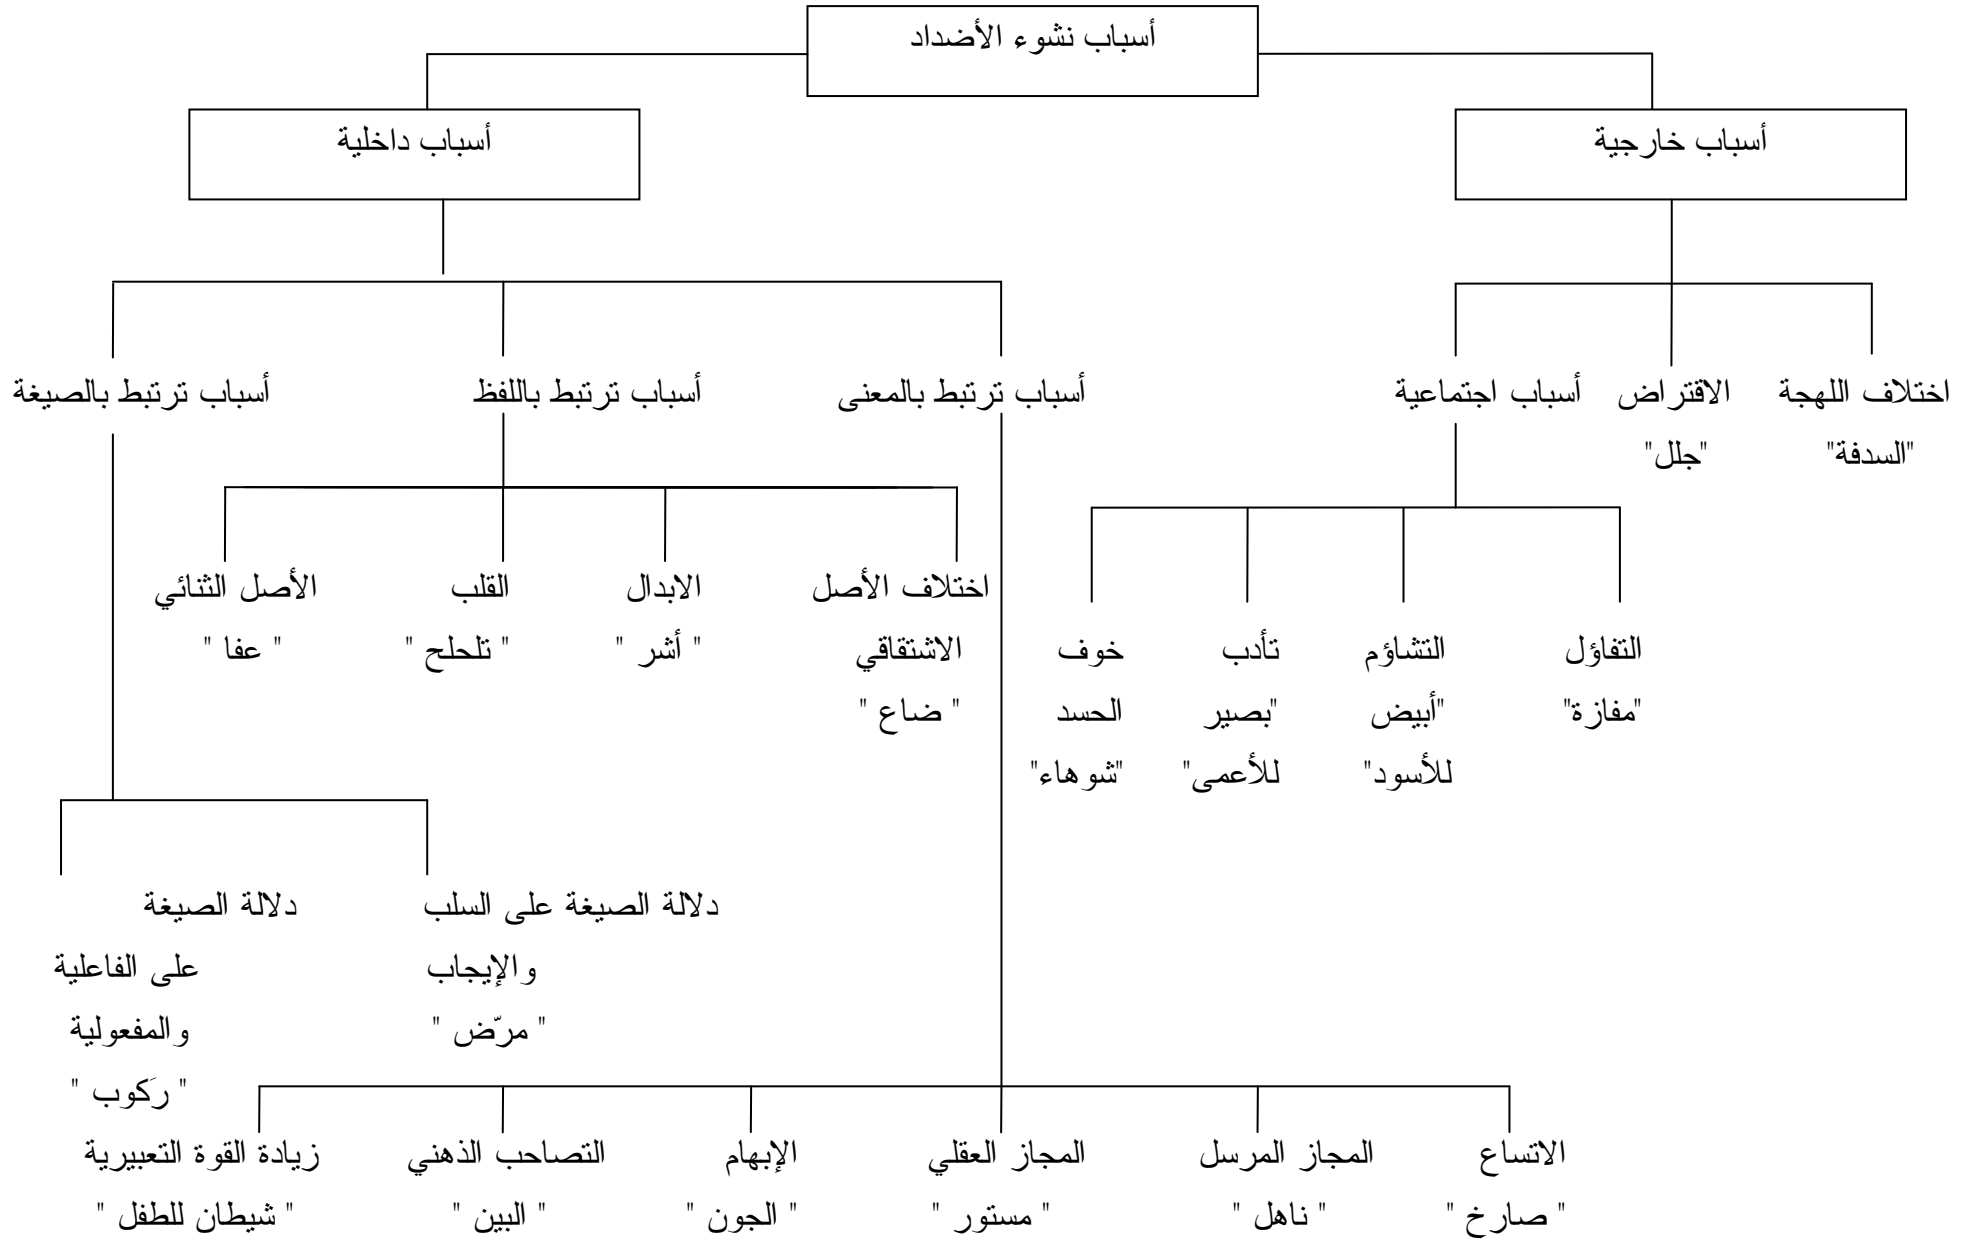 أسباب نشوء الأضداد
أسباب خارجية
أسباب داخلية
اختلاف اللهجة
"السدفة"
الاقتراض
"جلل"
أسباب اجتماعية
التفاؤل
"مفازة"
التشاؤم
"أبيض
للأسود"
تأدب
"بصير
للأعمى"
خوف
الحسد
"شوهاء"
أسباب ترتبط بالمعنى
أسباب ترتبط باللفظ
أسباب ترتبط بالصيغة
اختلاف الأصل
الاشتقاقي
" ضاع "
الابدال
" أشر "
القلب
" تلحلح "
الأصل الثنائي
" عفا "
دلالة الصيغة على السلب
والإيجاب
" مرّض "
دلالة الصيغة
على الفاعلية
والمفعولية
" ركَوب "
الاتساع
" صارخ "
المجاز المرسل
" ناهل "
المجاز العقلي
" مستور "
الإبهام
" الجون "
التصاحب الذهني
" البين "
زيادة القوة التعبيرية
" شيطان للطفل "